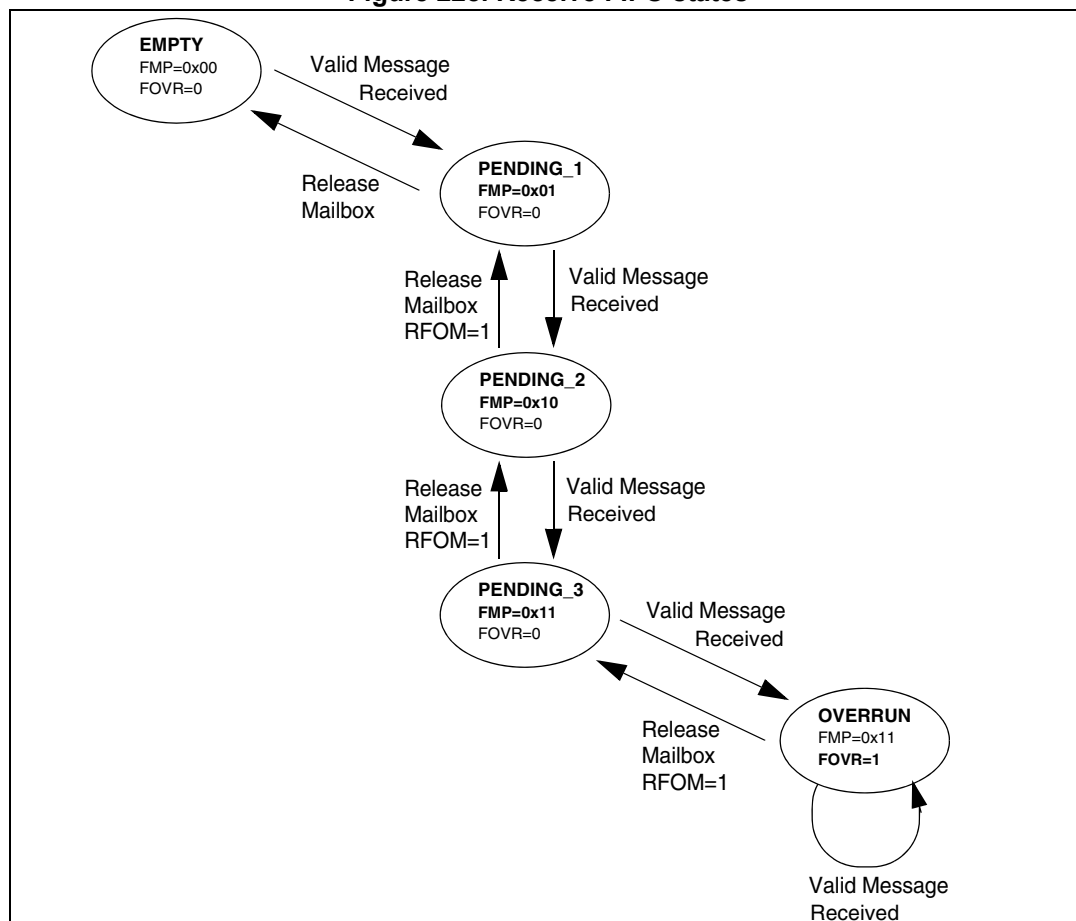 EMPTY
FMP=0x00
FOVR=0
Valid Message
Received
Release
Mailbox
PENDING_1
FMP=0x01
FOVR=0
Release
Mailbox
RFOM=1
Valid Message
Received
PENDING_2
FMP=0x10
FOVR=0
Release
Mailbox
RFOM=1
Valid Message
Received
PENDING_3
FMP=0x11
FOVR=0
Valid Message
Received
Release
Mailbox
RFOM=1
OVERRUN
FMP=0x11
FOVR=1
Valid Message
Received